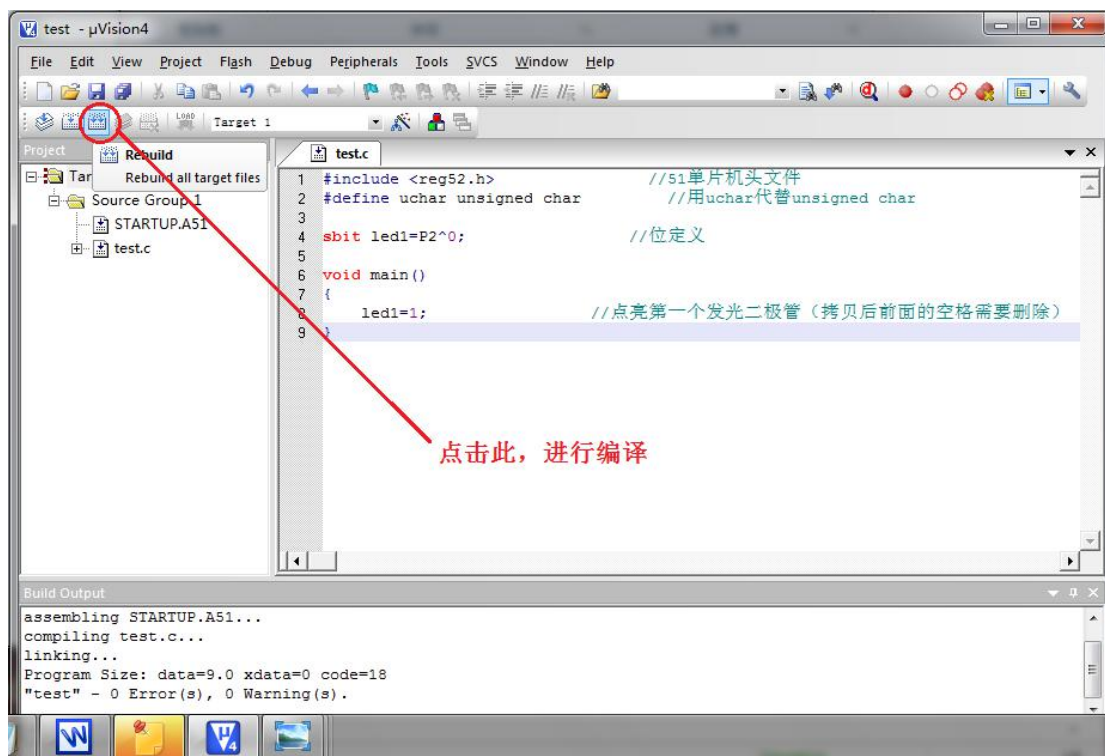 test - µVision4
File Edit View Project Flash Debug Peripherals Tools SVCS Window Help
LOAD Target 1
Project
test.c
Rebuild
Rebuild all target files
Tar
Source Group 1
STARTUP.A51
test.c
1 #include <reg52.h> //51单片机头文件
2 #define uchar unsigned char //用uchar代替unsigned char
3
4 sbit led1=P2^0; //位定义
5
6 void main()
7 {
8 led1=1; //点亮第一个发光二极管（拷贝后前面的空格需要删除）
9 }
点击此，进行编译
Build Output
assembling STARTUP.A51...
compiling test.c...
linking...
Program Size: data=9.0 xdata=0 code=18
"test" - 0 Error(s), 0 Warning(s).